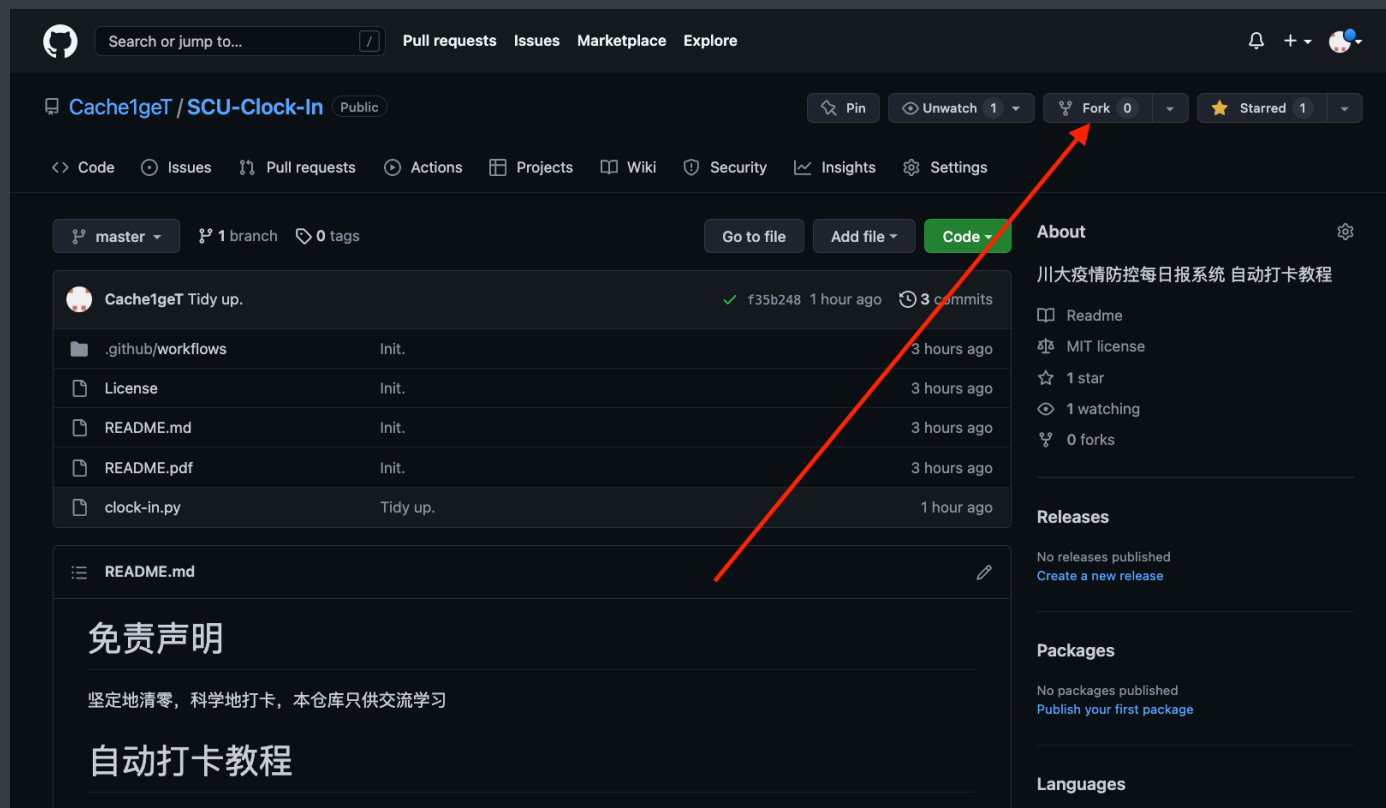 Search or jump to... /
Pull requests Issues Marketplace Explore
Cache1geT / SCU-Clock-In Public
Pin Unwatch 1 Fork 0 Starred 1
Code Issues Pull requests Actions Projects Wiki Security Insights Settings
master 1 branch 0 tags
Go to file Add file Code
Cache1geT Tidy up. f35b248 1 hour ago 3 commits
.github/workflows Init. 3 hours ago
License Init. 3 hours ago
README.md Init. 3 hours ago
README.pdf Init. 3 hours ago
clock-in.py Tidy up. 1 hour ago
README.md
免责声明
坚定地清零，科学地打卡，本仓库只供交流学习
自动打卡教程
About
川大疫情防控每日报系统 自动打卡教程
Readme
MIT license
1 star
1 watching
0 forks
Releases
No releases published
Create a new release
Packages
No packages published
Publish your first package
Languages